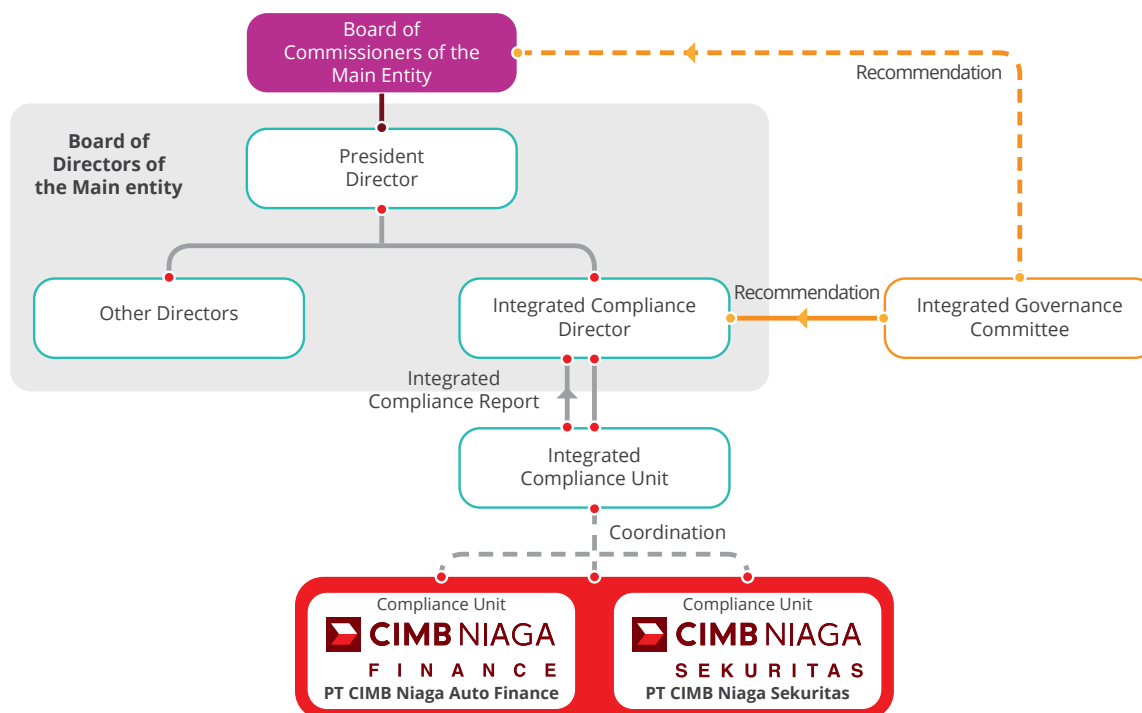 Board of
Commissioners of the
Main Entity
Recommendation
Board of
Directors of
the Main entity
President
Director
Other Directors
Integrated Compliance
Director
Recommendation
Integrated Governance
Committee
Integrated
Compliance Report
Integrated
Compliance Unit
Coordination
Compliance Unit
CIMB NIAGA
FINANCE
PT CIMB Niaga Auto Finance
Compliance Unit
CIMB NIAGA
SEKURITAS
PT CIMB Niaga Sekuritas